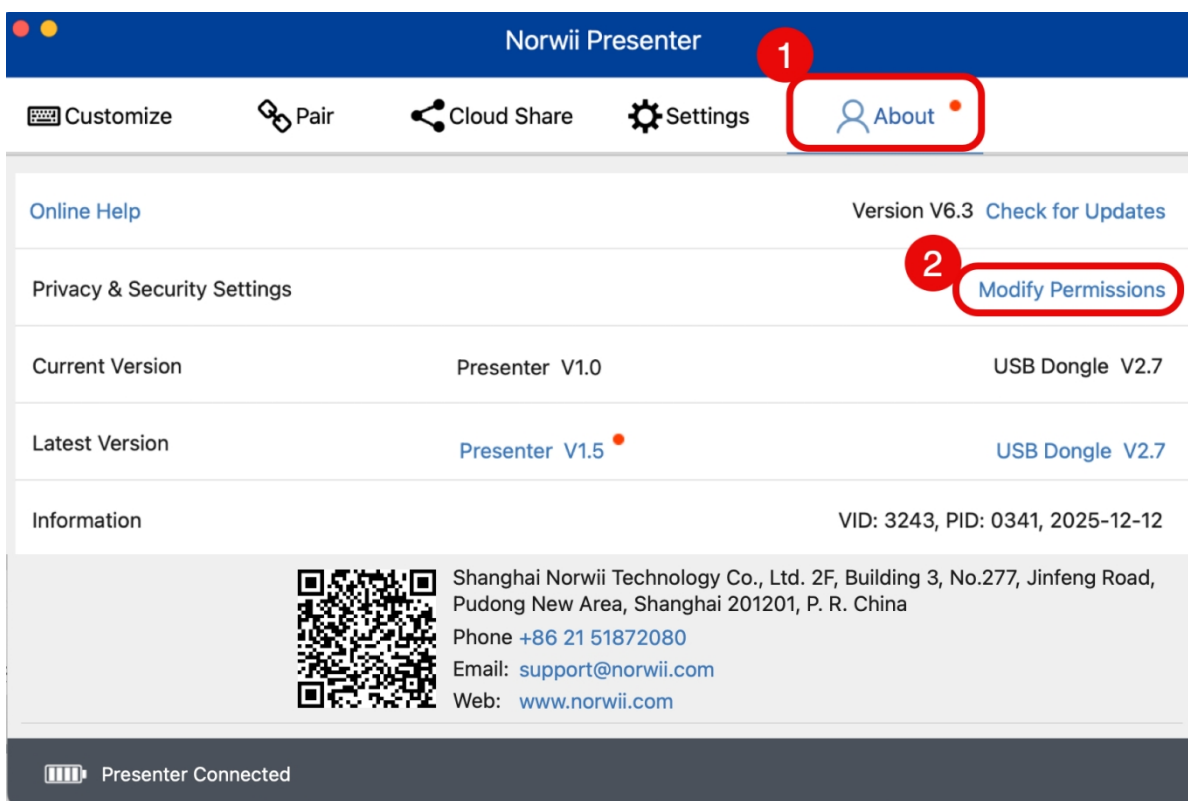 Norwii Presenter
1
Customize Pair Cloud Share Settings About
Online Help Version V6.3 Check for Updates
2
Privacy & Security Settings Modify Permissions
Current Version Presenter V1.0 USB Dongle V2.7
Latest Version Presenter V1.5 USB Dongle V2.7
Information VID: 3243, PID: 0341, 2025-12-12
Shanghai Norwii Technology Co., Ltd. 2F, Building 3, No.277, Jinfeng Road,
Pudong New Area, Shanghai 201201, P. R. China
Phone +86 21 51872080
Email: support@norwii.com
Web: www.norwii.com
Presenter Connected